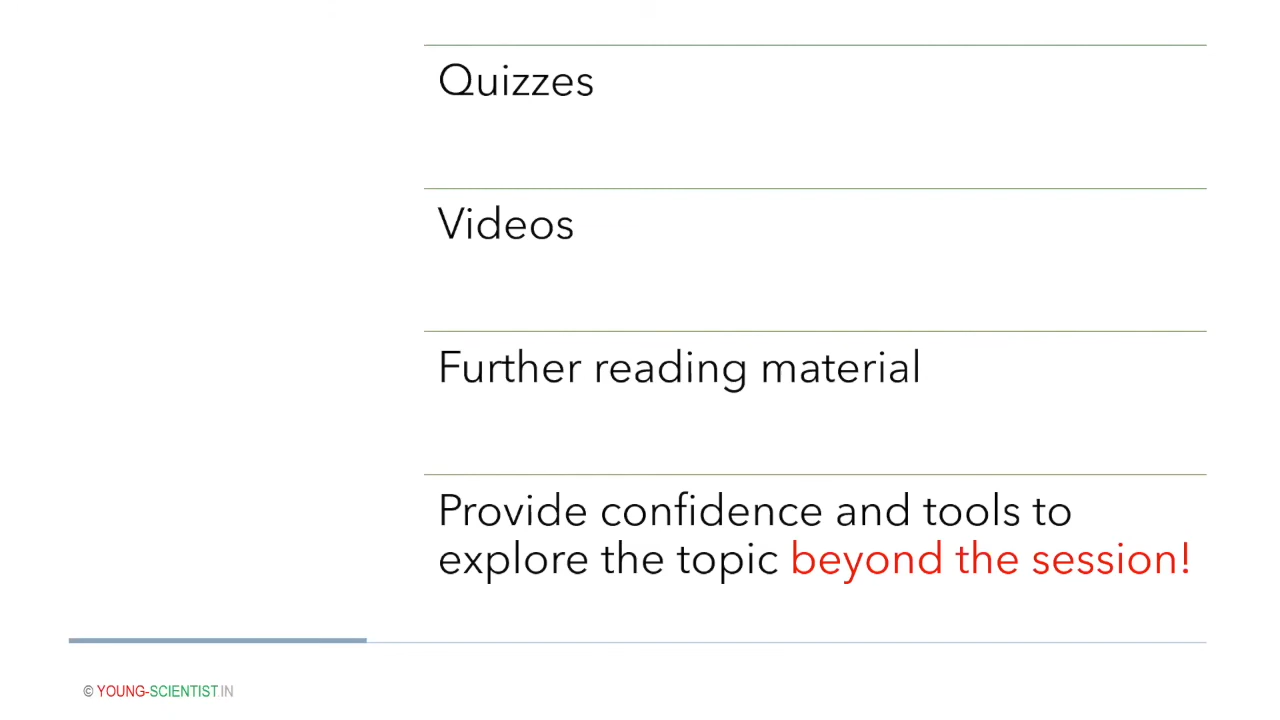 Quizzes
Videos
Further reading material
Provide confidence and tools to
explore the topic beyond the session!
© YOUNG-SCIENTIST.IN